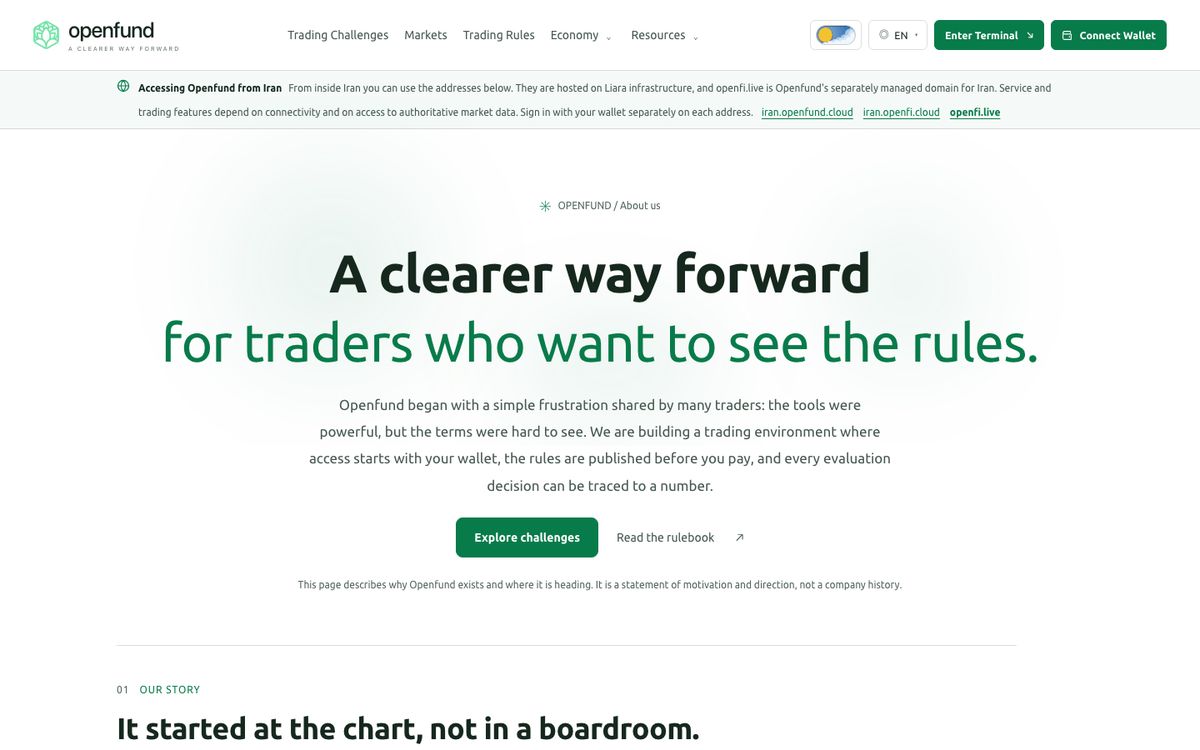 openfund
A CLEARER WAY FORWARD
Trading Challenges
Markets
Trading Rules
Economy
Resources
EN
Enter Terminal
Connect Wallet
Accessing Openfund from Iran From inside Iran you can use the addresses below. They are hosted on Liara infrastructure, and openfi.live is Openfund's separately managed domain for Iran. Service and
trading features depend on connectivity and on access to authoritative market data. Sign in with your wallet separately on each address. iran.openfund.cloud iran.openfi.cloud openfi.live
OPENFUND / About us
A clearer way forward
for traders who want to see the rules.
Openfund began with a simple frustration shared by many traders: the tools were
powerful, but the terms were hard to see. We are building a trading environment where
access starts with your wallet, the rules are published before you pay, and every evaluation
decision can be traced to a number.
Explore challenges
Read the rulebook
This page describes why Openfund exists and where it is heading. It is a statement of motivation and direction, not a company history.
01 OUR STORY
It started at the chart, not in a boardroom.